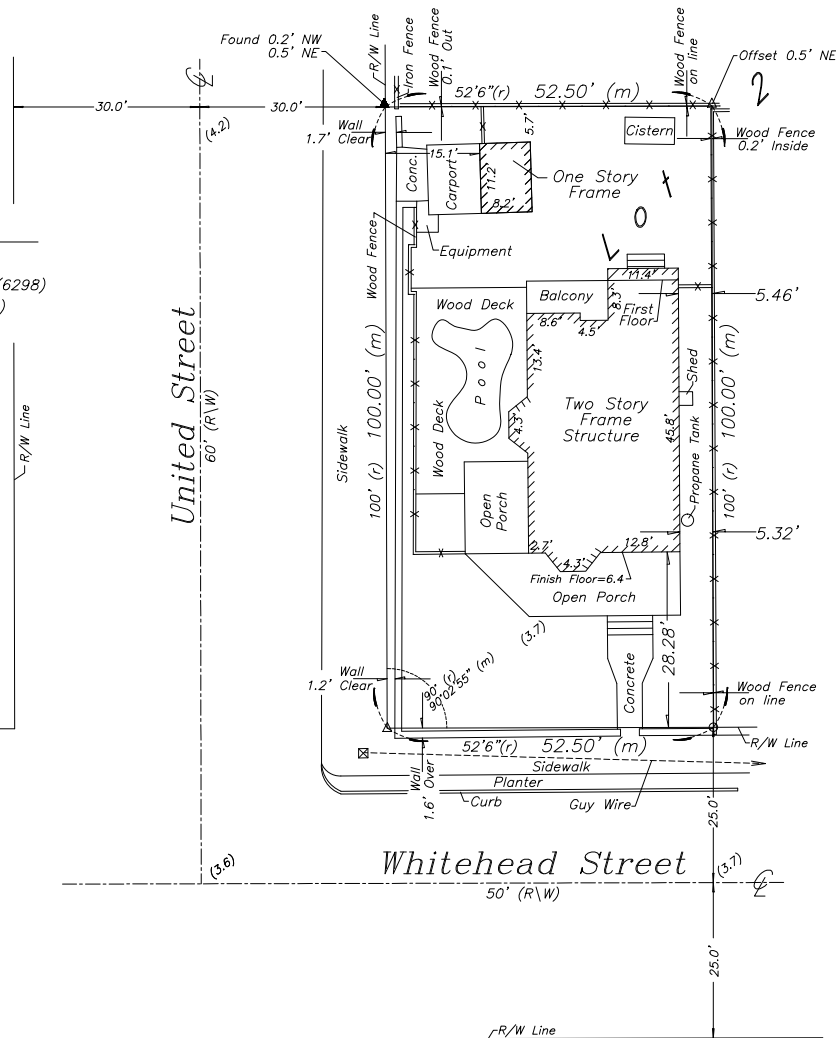 Found 0.2' NW
0.5' NE
R/W Line
Iron Fence
Wood Fence
0.1' Out
52'6"(r)
52.50' (m)
Wood Fence
on line
Offset 0.5' NE
2
℄
30.0'
30.0'
(4.2)
Wall
1.7' Clear
Conc.
15.1'
Carport
11.2'
8.2'
5.7'
One Story
Frame
Cistern
Wood Fence
0.2' Inside
Lot
Equipment
Wood Fence
(6298)
)
R/W Line
United Street
60' (R\W)
Sidewalk
100' (r)
100.00' (m)
Wood Deck
Pool
Wood Deck
Balcony
8.6'
4.5'
8.3'
11.4'
First
Floor
5.46'
13.4'
4.3'
Two Story
Frame
Structure
45.8'
Shed
Propane Tank
100' (r)
100.00' (m)
5.32'
Open
Porch
2.7'
4.3'
12.8'
Finish Floor=6.4
Open Porch
(3.7)
28.28'
Wall
1.2' Clear
90° (r)
90°02'55" (m)
Concrete
Wood Fence
on line
R/W Line
52'6"(r)
52.50' (m)
Wall
1.6' Over
Sidewalk
Planter
Curb
Guy Wire
25.0'
(3.6)
Whitehead Street
50' (R\W)
(3.7)
℄
25.0'
R/W Line